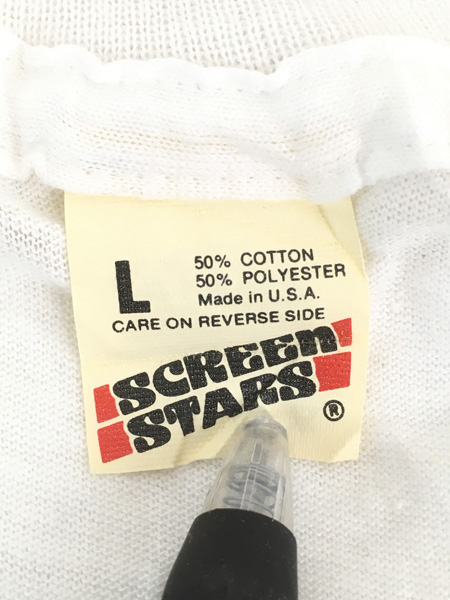 L
50% COTTON
50% POLYESTER
Made in U.S.A.
CARE ON REVERSE SIDE
SCREEN
STARS
®